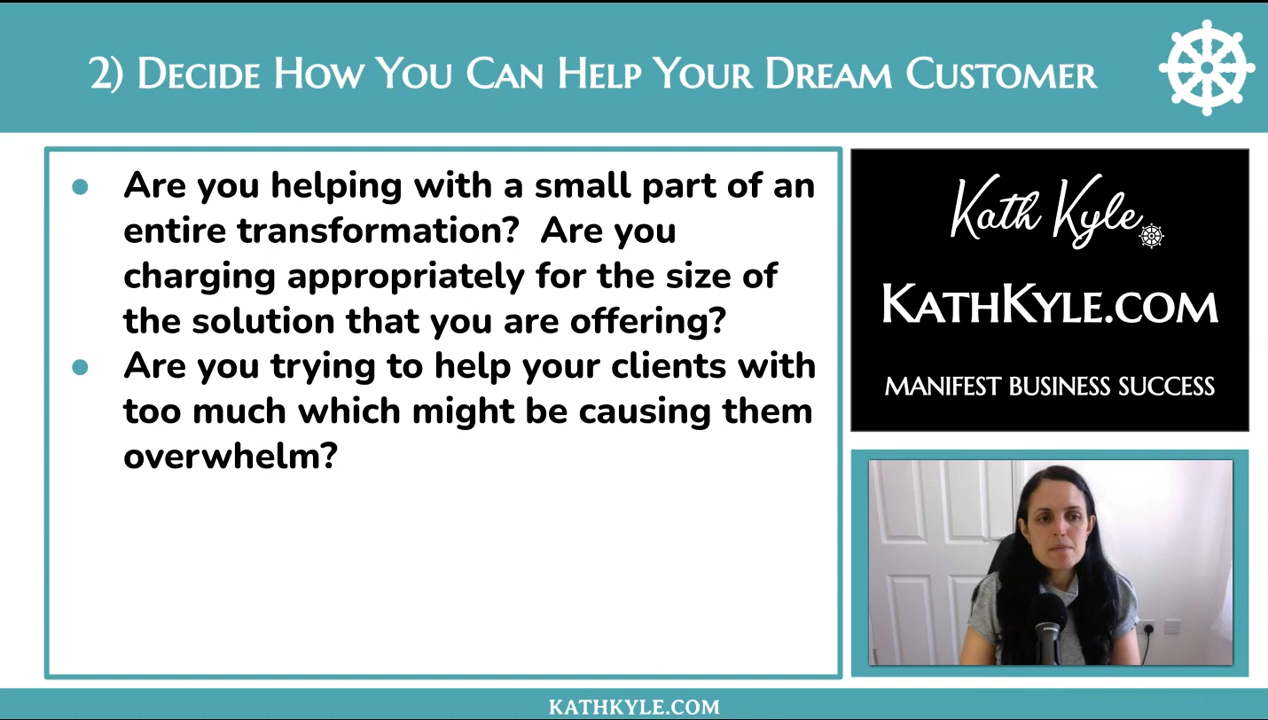 2) Decide How You Can Help Your Dream Customer
● Are you helping with a small part of an
entire transformation?  Are you
charging appropriately for the size of
the solution that you are offering?
● Are you trying to help your clients with
too much which might be causing them
overwhelm?
Kath Kyle
KathKyle.com
MANIFEST BUSINESS SUCCESS
KATHKYLE.COM